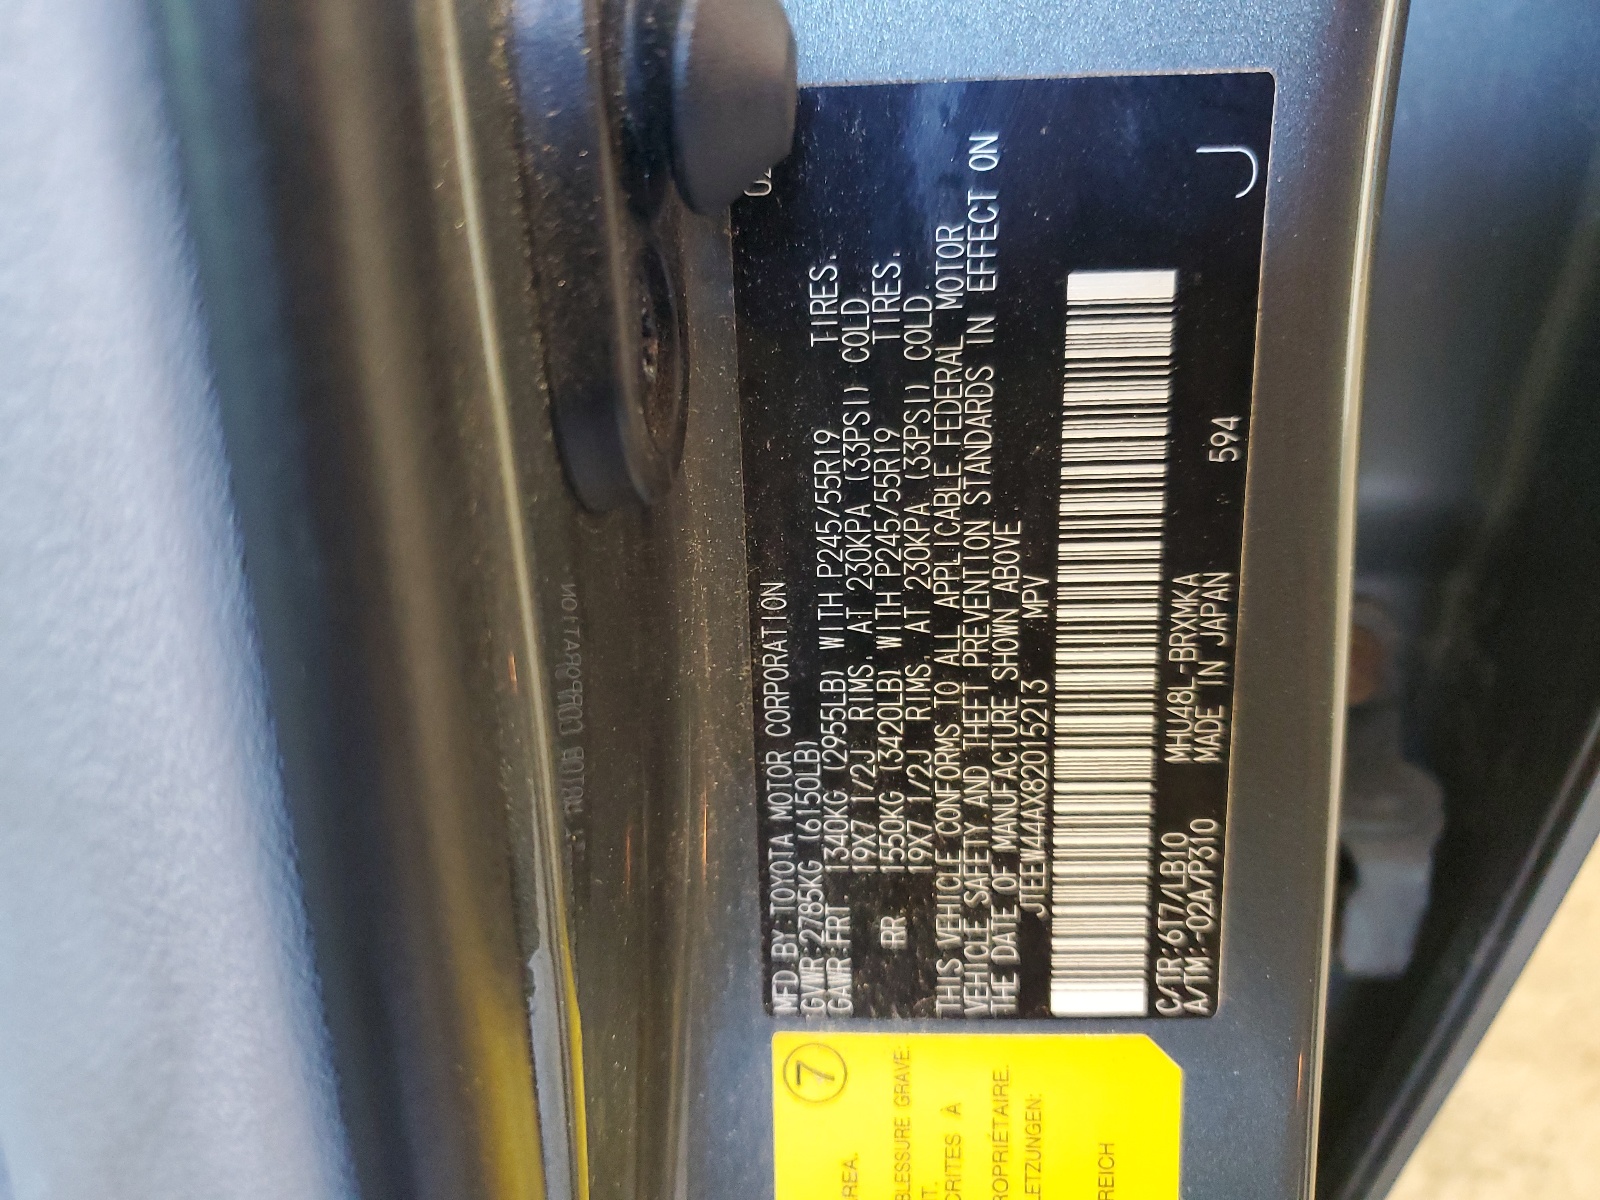 MFD.BY:TOYOTA MOTOR CORPORATION
GVWR:2785KG (6150LB)
GAWR:FRT. 1340KG (2955LB) WITH P245/55R19 TIRES.
19X7 1/2J RIMS. AT 230KPA (33PSI) COLD.
RR. 1550KG (3420LB) WITH P245/55R19 TIRES.
19X7 1/2J RIMS. AT 230KPA (33PSI) COLD.
THIS VEHICLE CONFORMS TO ALL APPLICABLE FEDERAL MOTOR
VEHICLE SAFETY AND THEFT PREVENTION STANDARDS IN EFFECT ON
THE DATE OF MANUFACTURE SHOWN ABOVE
JTEEW44AX82015213 MPV
C/TR:6T7/LB10 MHU48L-BRXMKA
A/TM:-02A/P310 MADE IN JAPAN 594
J
7
BLESSURE GRAVE:
À
PROPRIÉTAIRE.